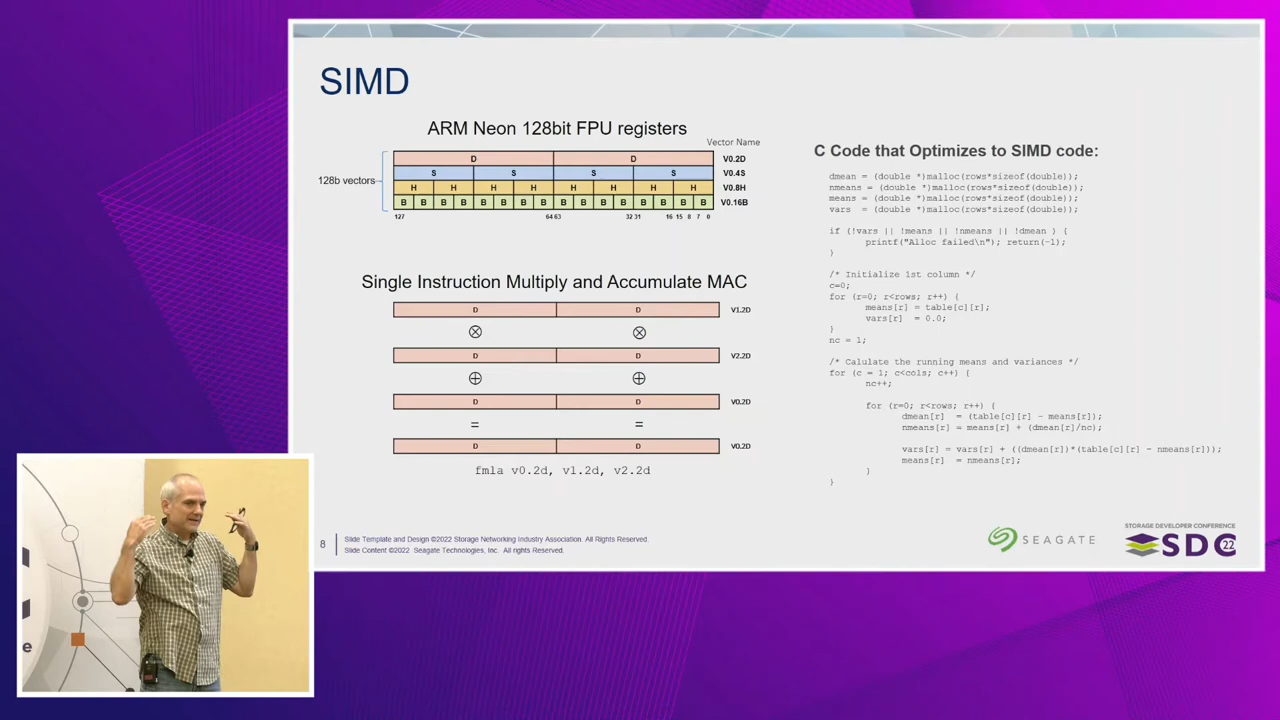 SIMD
ARM Neon 128bit FPU registers
Vector Name
128b vectors
D D V0.2D
S S S S V0.4S
H H H H H H H H V0.8H
B B B B B B B B B B B B B B B B V0.16B
127 64 63 32 31 16 15 8 7 0
Single Instruction Multiply and Accumulate MAC
D D V1.2D
D D V2.2D
D D V0.2D
= =
D D V0.2D
fmla v0.2d, v1.2d, v2.2d
C Code that Optimizes to SIMD code:
dmean = (double *)malloc(rows*sizeof(double));
nmeans = (double *)malloc(rows*sizeof(double));
means = (double *)malloc(rows*sizeof(double));
vars = (double *)malloc(rows*sizeof(double));
if (!vars || !means || !nmeans || !dmean ) {
printf("Alloc failed\n"); return(-1);
}
/* Initialize 1st column */
c=0;
for (r=0; r<rows; r++) {
means[r] = table[c][r];
vars[r] = 0.0;
}
nc = 1;
/* Calulate the running means and variances */
for (c = 1; c<cols; c++) {
nc++;
for (r=0; r<rows; r++) {
dmean[r] = (table[c][r] - means[r]);
nmeans[r] = means[r] + (dmean[r]/nc);
vars[r] = vars[r] + ((dmean[r])*(table[c][r] - nmeans[r]));
means[r] = nmeans[r];
}
}
8
Slide Template and Design ©2022 Storage Networking Industry Association. All Rights Reserved.
Slide Content ©2022 Seagate Technologies, Inc. All rights Reserved.
SEAGATE
STORAGE DEVELOPER CONFERENCE
SDC 22
e